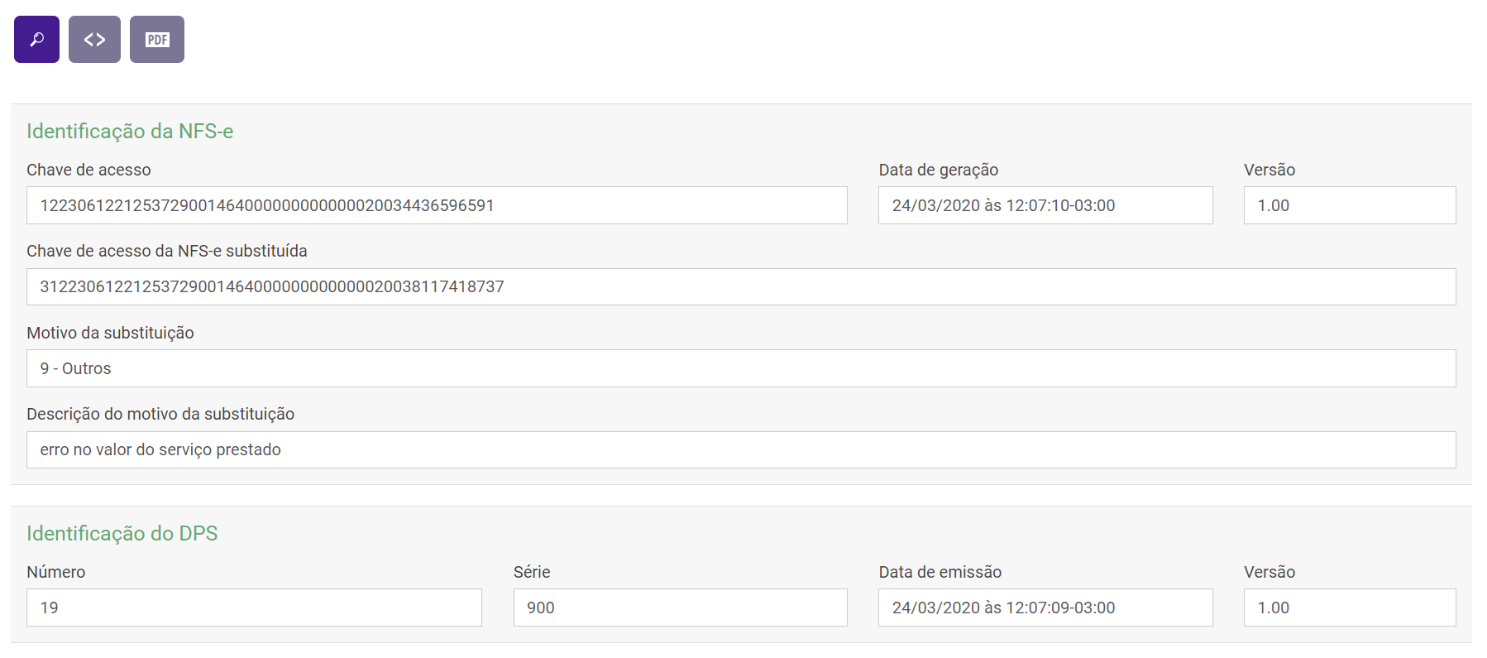 PDF
Identificação da NFS-e
Chave de acesso
Data de geração
Versão
12230612212537290014640000000000000020034436596591
24/03/2020 às 12:07:10-03:00
1.00
Chave de acesso da NFS-e substituída
31223061221253729001464000000000000020038117418737
Motivo da substituição
9 - Outros
Descrição do motivo da substituição
erro no valor do serviço prestado
Identificação do DPS
Número
Série
Data de emissão
Versão
19
900
24/03/2020 às 12:07:09-03:00
1.00